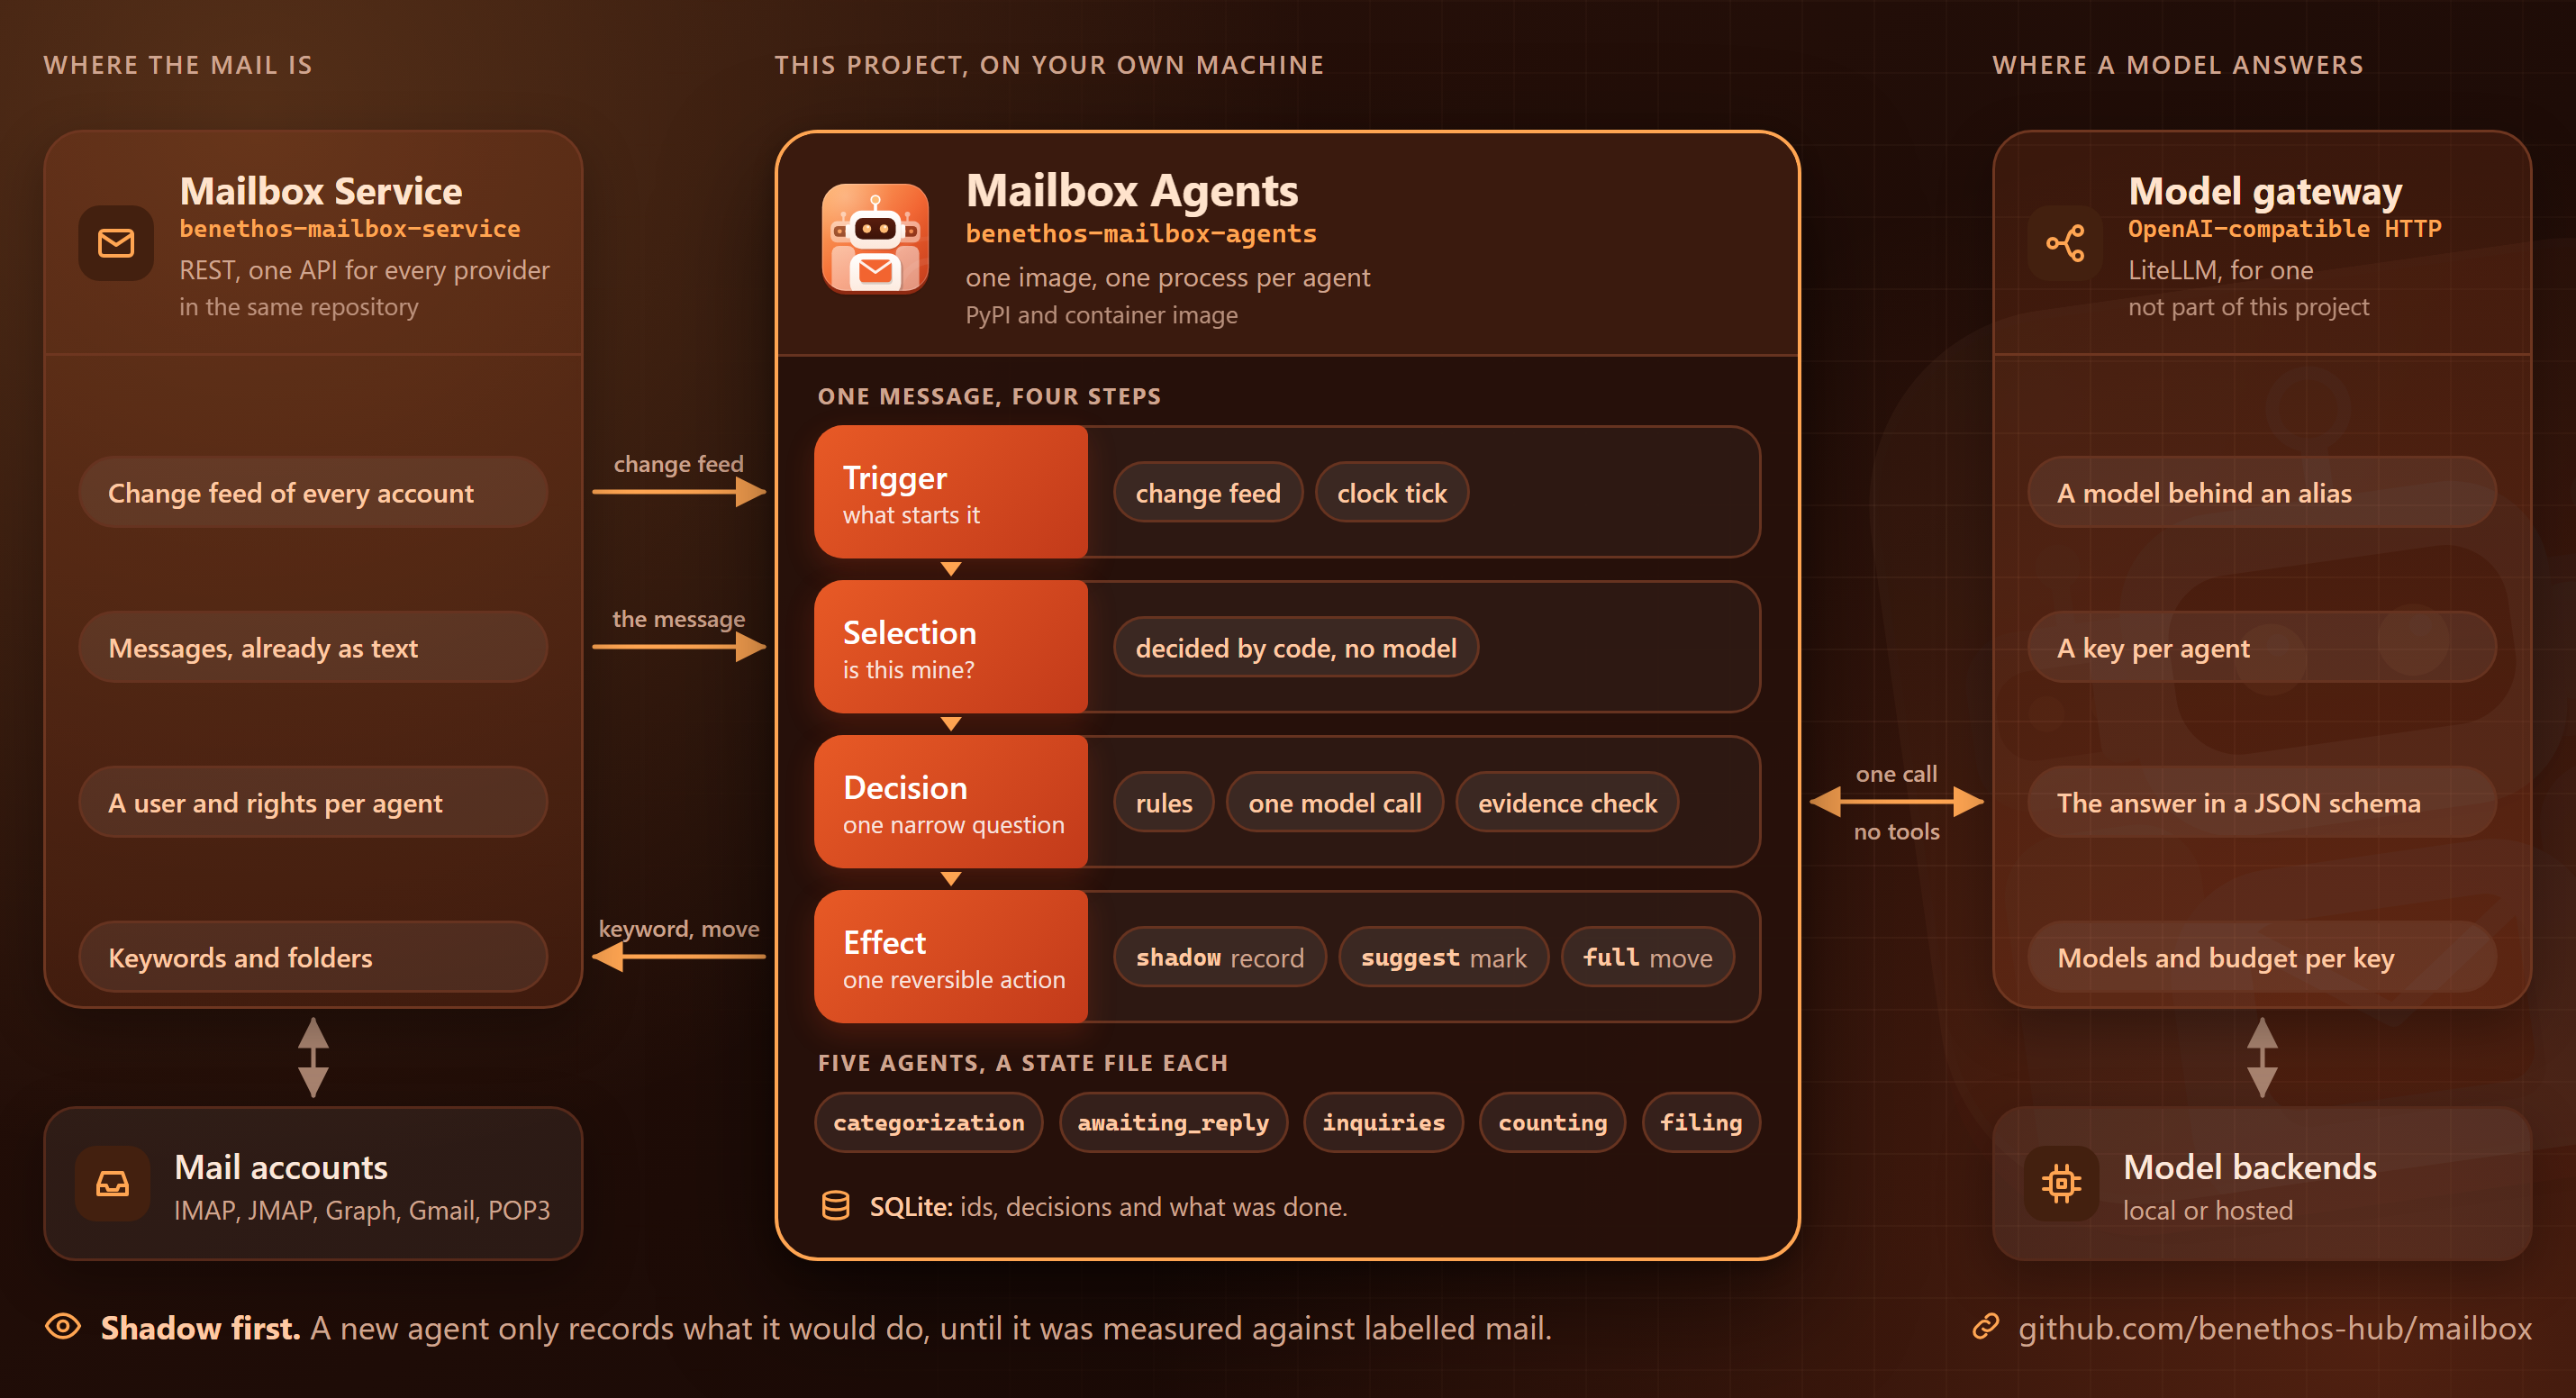 WHERE THE MAIL IS
Mailbox Service
benethos-mailbox-service
REST, one API for every provider
in the same repository
Change feed of every account
Messages, already as text
A user and rights per agent
Keywords and folders
Mail accounts
IMAP, JMAP, Graph, Gmail, POP3
change feed
the message
keyword, move
THIS PROJECT, ON YOUR OWN MACHINE
Mailbox Agents
benethos-mailbox-agents
one image, one process per agent
PyPI and container image
ONE MESSAGE, FOUR STEPS
Trigger
what starts it
change feed
clock tick
Selection
is this mine?
decided by code, no model
Decision
one narrow question
rules
one model call
evidence check
Effect
one reversible action
shadow record
suggest mark
full move
FIVE AGENTS, A STATE FILE EACH
categorization
awaiting_reply
inquiries
counting
filing
SQLite: ids, decisions and what was done.
one call
no tools
WHERE A MODEL ANSWERS
Model gateway
OpenAI-compatible HTTP
LiteLLM, for one
not part of this project
A model behind an alias
A key per agent
The answer in a JSON schema
Models and budget per key
Model backends
local or hosted
Shadow first. A new agent only records what it would do, until it was measured against labelled mail.
github.com/benethos-hub/mailbox